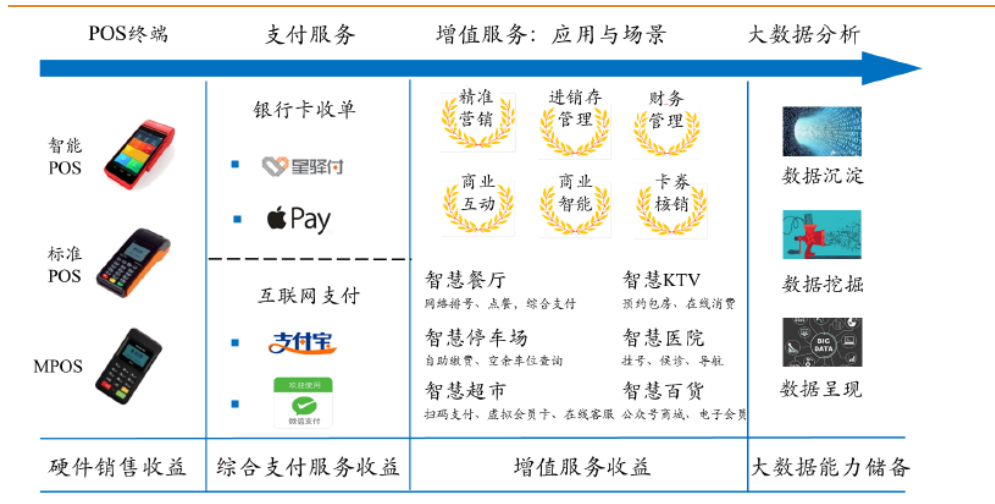 POS终端
支付服务
增值服务：应用与场景
大数据分析
智能
POS
标准
POS
MPOS
银行卡收单
星驿付
Pay
互联网支付
支付宝
欢迎使用
微信支付
精准
营销
进销存
管理
财务
管理
商业
互动
商业
智能
卡券
核销
智慧餐厅
网络排号、点餐，综合支付
智慧KTV
预约包房、在线消费
智慧停车场
自助缴费、空余车位查询
智慧医院
挂号、候诊、导航
智慧超市
扫码支付、虚拟会员卡、在线客服
智慧百货
公众号商城、电子会员
数据沉淀
数据挖掘
BIG
DATA
数据呈现
硬件销售收益
综合支付服务收益
增值服务收益
大数据能力储备